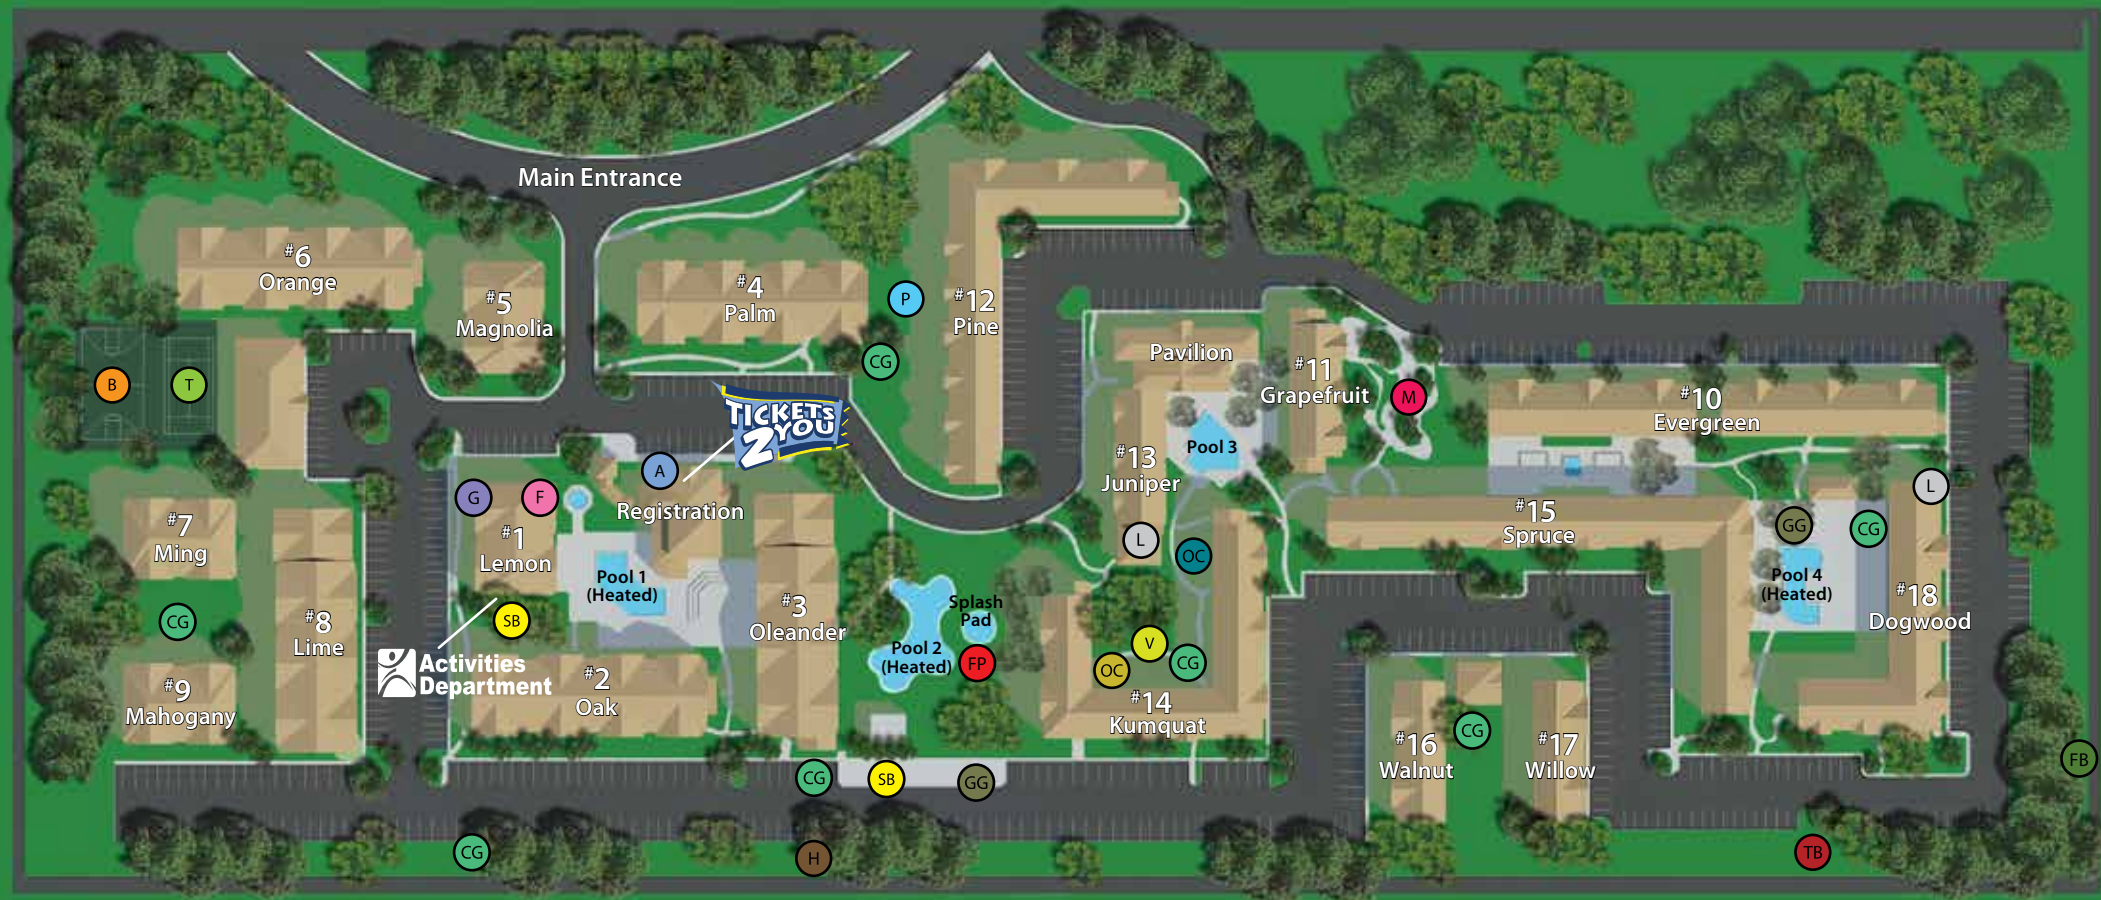 Main Entrance
#6
Orange
#5
Magnolia
#4
Palm
P
#12
Pine
CG
B
T
TICKETS
2 YOU
Pavilion
#11
Grapefruit
M
#10
Evergreen
Pool 3
#13
Juniper
A
Registration
G
F
#1
Lemon
#7
Ming
L
#15
Spruce
L
OC
GG
CG
Pool 1
(Heated)
Pool 4
(Heated)
#18
Dogwood
SB
#3
Oleander
Splash
Pad
CG
#8
Lime
Pool 2
(Heated)
FP
V
OC
CG
Activities
Department
#9
Mahogany
#2
Oak
#14
Kumquat
CG
#16
Walnut
#17
Willow
FB
CG
SB
GG
CG
H
TB